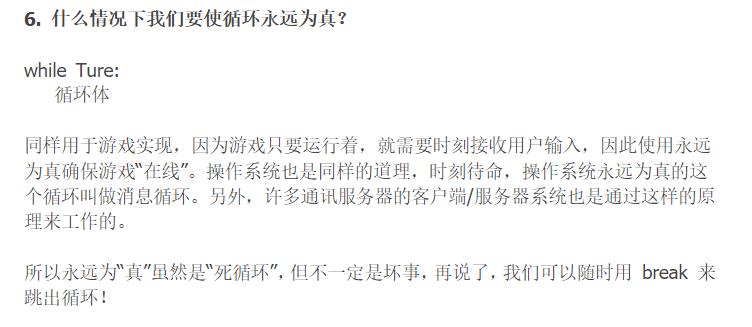 6. 什么情况下我们要使循环永远为真？
while Ture:
循环体
同样用于游戏实现，因为游戏只要运行着，就需要时刻接收用户输入，因此使用永远
为真确保游戏“在线”。操作系统也是同样的道理，时刻待命，操作系统永远为真的这
个循环叫做消息循环。另外，许多通讯服务器的客户端/服务器系统也是通过这样的原
理来工作的。
所以永远为“真”虽然是“死循环”，但不一定是坏事，再说了，我们可以随时用 break 来
跳出循环！